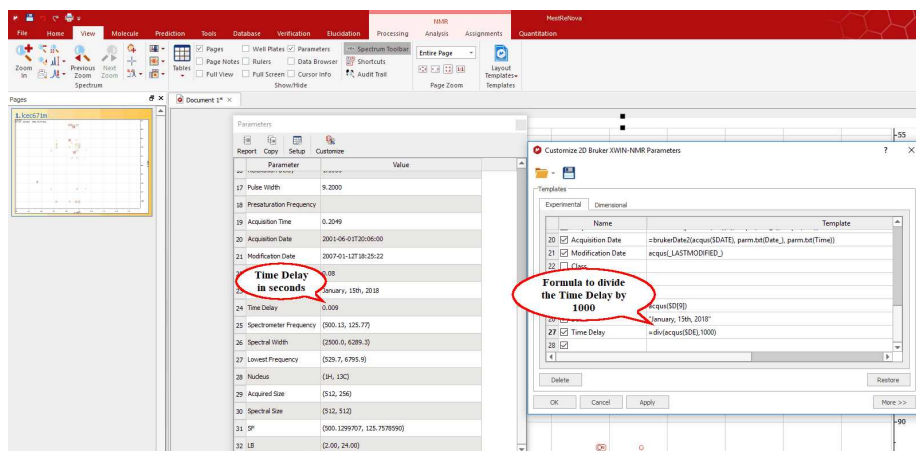 NMR
MestReNova
File Home View Molecule Prediction Tools Database Verification Elucidation Processing Analysis Assignments Quantitation
Zoom In
Previous Zoom
Next Zoom
Spectrum
Tables
Pages Well Plates Parameters Spectrum Toolbar
Page Notes Rulers Data Browser Shortcuts
Full View Full Screen Cursor Info Audit Trail
Show/Hide
Entire Page
Page Zoom
Layout Templates
Templates
Pages
Document 1*
1. lcec671m
Parameters
Report Copy Setup Customize
Parameter Value
17 Pulse Width 9.2000
18 Presaturation Frequency
19 Acquisition Time 0.2049
20 Acquisition Date 2001-06-01T20:06:00
21 Modification Date 2007-01-12T18:25:22
0.08
January, 15th, 2018
24 Time Delay 0.009
25 Spectrometer Frequency (500.13, 125.77)
26 Spectral Width (2500.0, 6289.3)
27 Lowest Frequency (529.7, 6795.9)
28 Nucleus (1H, 13C)
29 Acquired Size (512, 256)
30 Spectral Size (512, 512)
31 SF (500.1299707, 125.7578590)
32 LB (2.00, 24.00)
Time Delay
in seconds
-55
Customize 2D Bruker XWIN-NMR Parameters ? X
Templates
Experimental Dimensional
Name Template
20 Acquisition Date =brukerDate2(acqus($DATE), parm.txt(Date_), parm.txt(Time))
21 Modification Date acqus(_LASTMODIFIED_)
22 Class
acqus($D[9])
"January, 15th, 2018"
27 Time Delay =div(acqus($DE),1000)
28
Formula to divide
the Time Delay by
1000
Delete Restore
OK Cancel Apply More >>
-90